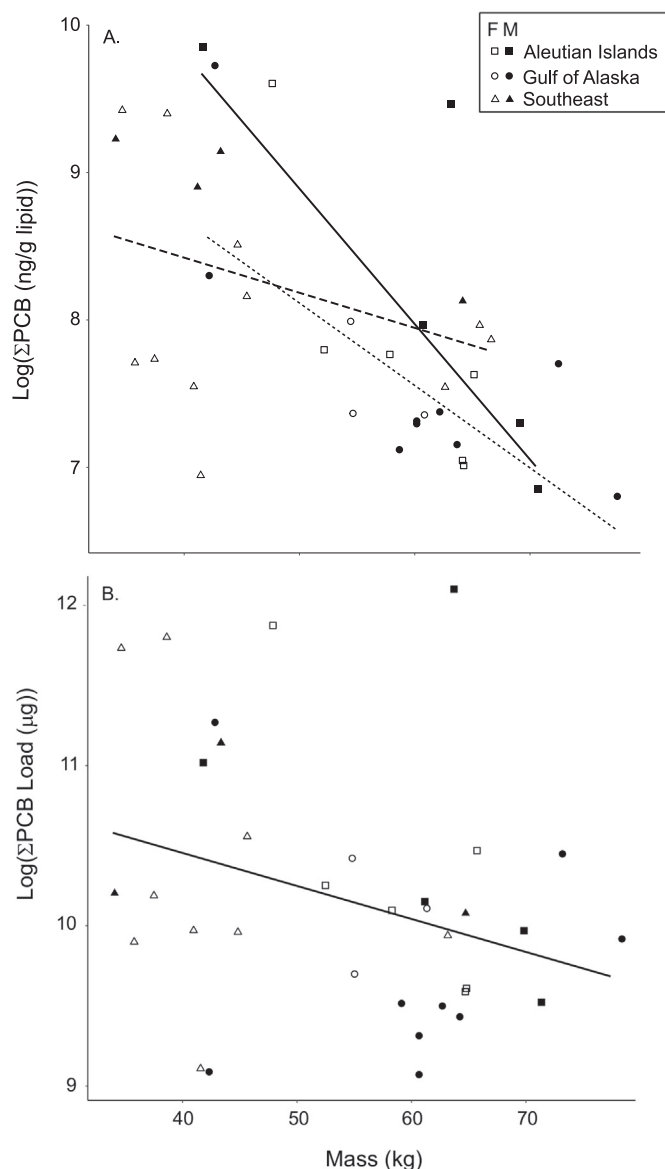 A.
F M
Aleutian Islands
Gulf of Alaska
Southeast
Log(ΣPCB (ng/g lipid))
10
9
8
7
B.
Log(ΣPCB Load (μg))
12
11
10
9
40 50 60 70
Mass (kg)